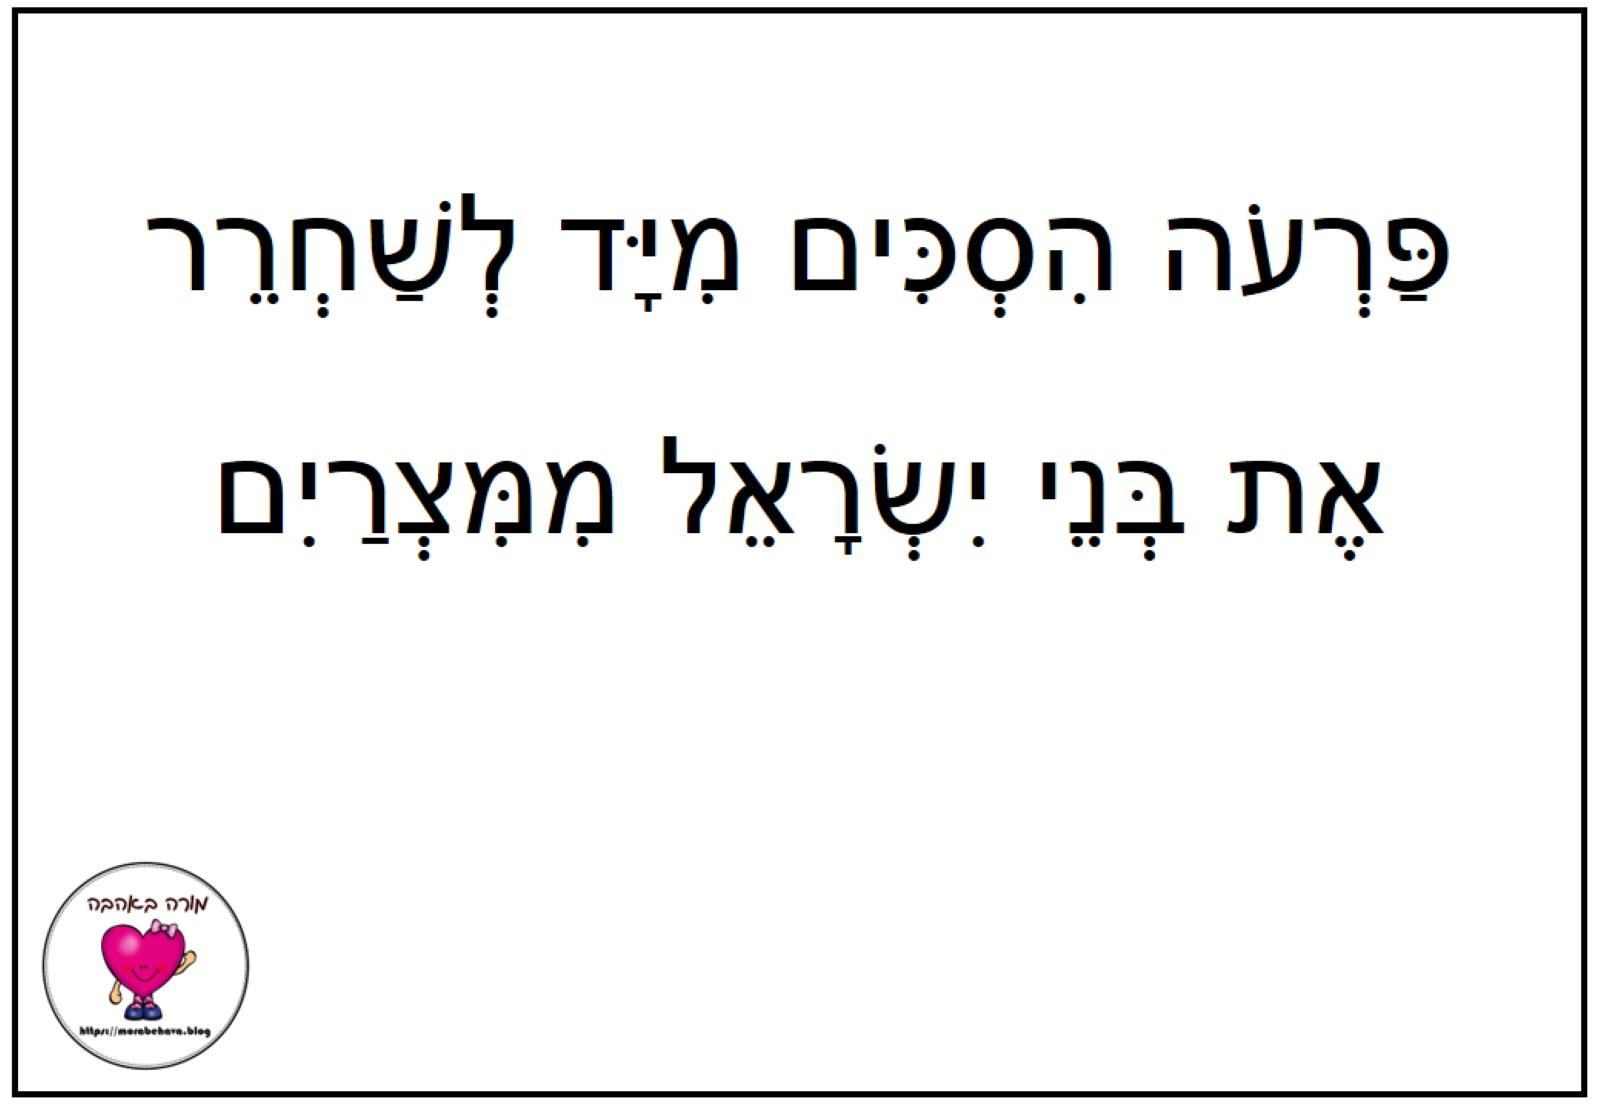 פַּרְעֹה הִסְכִּים מִיָּד לְשַׁחְרֵר
אֶת בְּנֵי יִשְׂרָאֵל מִמִּצְרַיִם
מורה באהבה
https://morabehava.blog